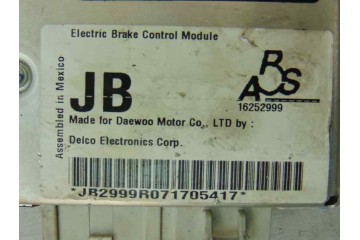 Electric Brake Control Module
Assembled in Mexico
JB
ABS
16252999
Made for Daewoo Motor Co,. LTD by :
Delco Electronics Corp.
*JB2999R071705417*